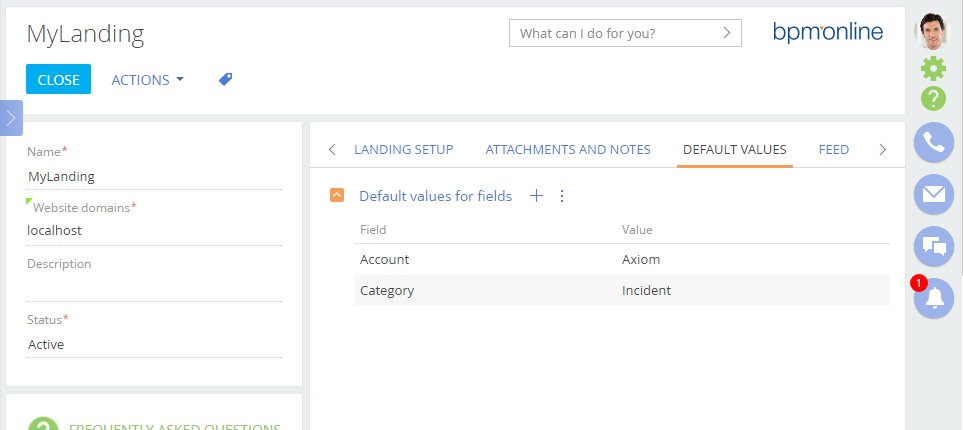 MyLanding
What can I do for you?
bpm'online
CLOSE
ACTIONS
Name*
MyLanding
Website domains*
localhost
Description
Status*
Active
FREQUENTLY ASKED QUESTIONS
LANDING SETUP
ATTACHMENTS AND NOTES
DEFAULT VALUES
FEED
Default values for fields
Field Value
Account Axiom
Category Incident
1